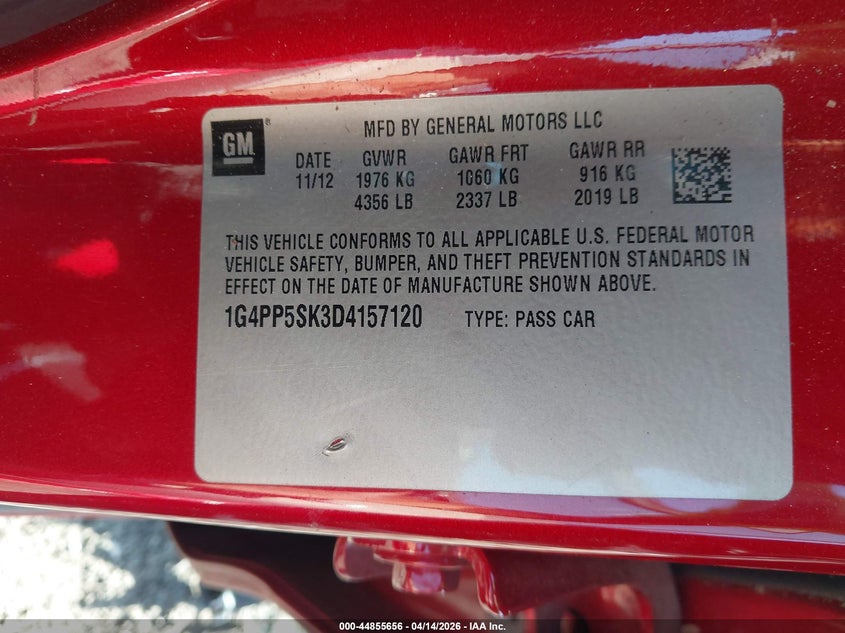 GM®
MFD BY GENERAL MOTORS LLC
DATE GVWR GAWR FRT GAWR RR
11/12 1976 KG 1060 KG 916 KG
4356 LB 2337 LB 2019 LB
THIS VEHICLE CONFORMS TO ALL APPLICABLE U.S. FEDERAL MOTOR
VEHICLE SAFETY, BUMPER, AND THEFT PREVENTION STANDARDS IN
EFFECT ON THE DATE OF MANUFACTURE SHOWN ABOVE.
1G4PP5SK3D4157120 TYPE: PASS CAR
000-44855656 - 04/14/2026 - IAA Inc.